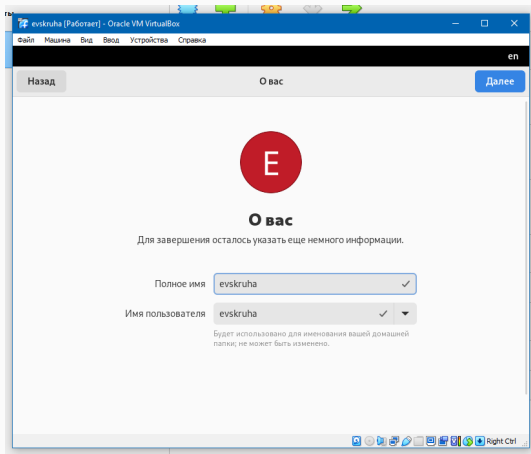 ты
evskruha [Работает] - Oracle VM VirtualBox
Файл Машина Вид Ввод Устройства Справка
en
Назад
О вас
Далее
E
О вас
Для завершения осталось указать еще немного информации.
Полное имя evskruha
Имя пользователя evskruha
Будет использовано для именования вашей домашней
папки; не может быть изменено.
Right Ctrl